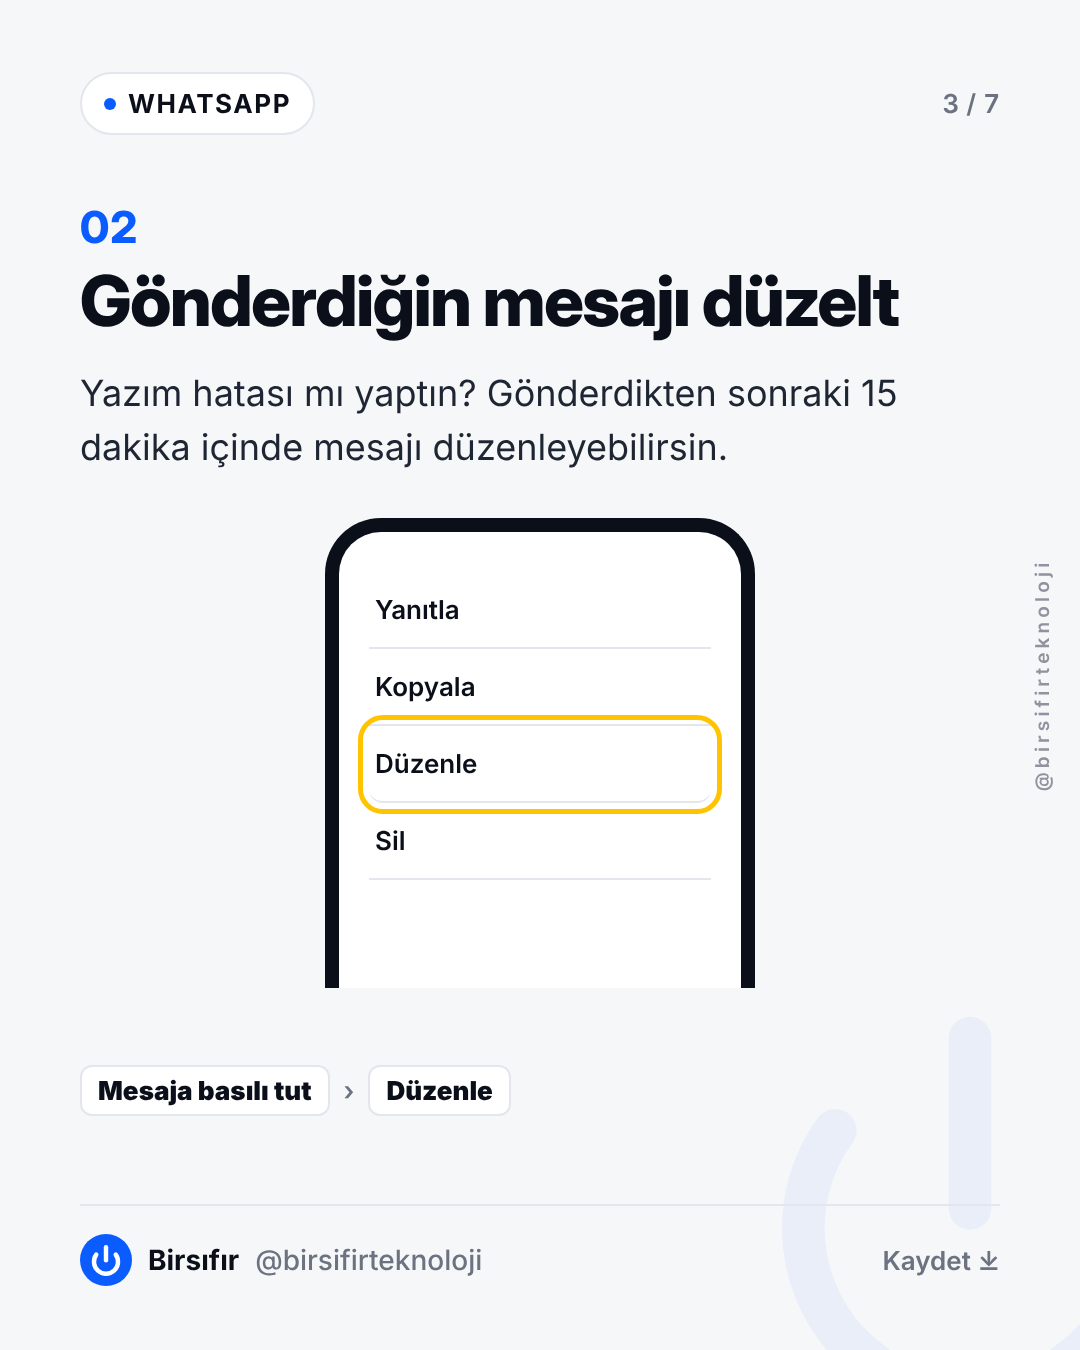 WHATSAPP
3 / 7
02
Gönderdiğin mesajı düzelt
Yazım hatası mı yaptın? Gönderdikten sonraki 15
dakika içinde mesajı düzenleyebilirsin.
Yanıtla
Kopyala
Düzenle
Sil
@birsifirteknoloji
Mesaja basılı tut › Düzenle
Birsıfır @birsifirteknoloji
Kaydet